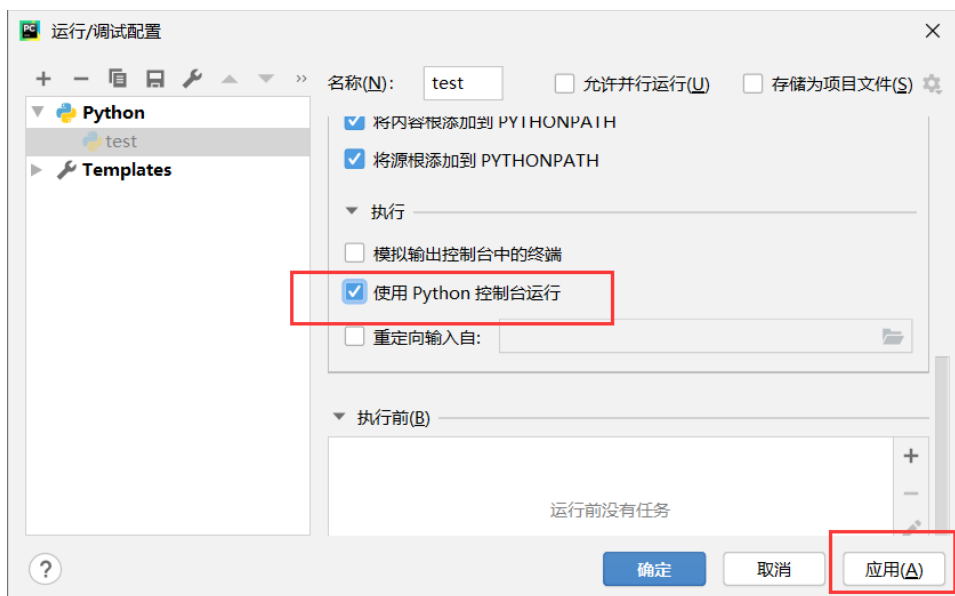 PC 运行/调试配置
名称(N): test 允许并行运行(U) 存储为项目文件(S)
Python
test
Templates
将内容根添加到 PYTHONPATH
将源根添加到 PYTHONPATH
执行
模拟输出控制台中的终端
使用 Python 控制台运行
重定向输入自:
执行前(B)
运行前没有任务
? 确定 取消 应用(A)